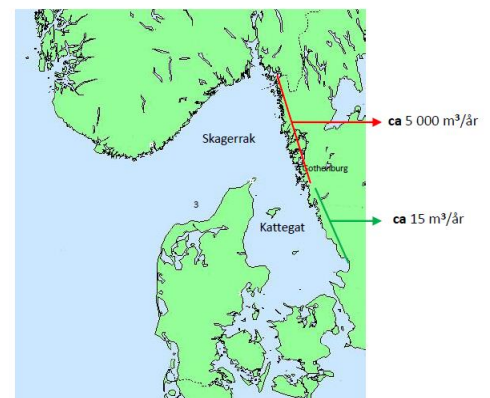 ca 5 000 m³/år
Skagerrak
Gothenburg
3
Kattegat
ca 15 m³/år